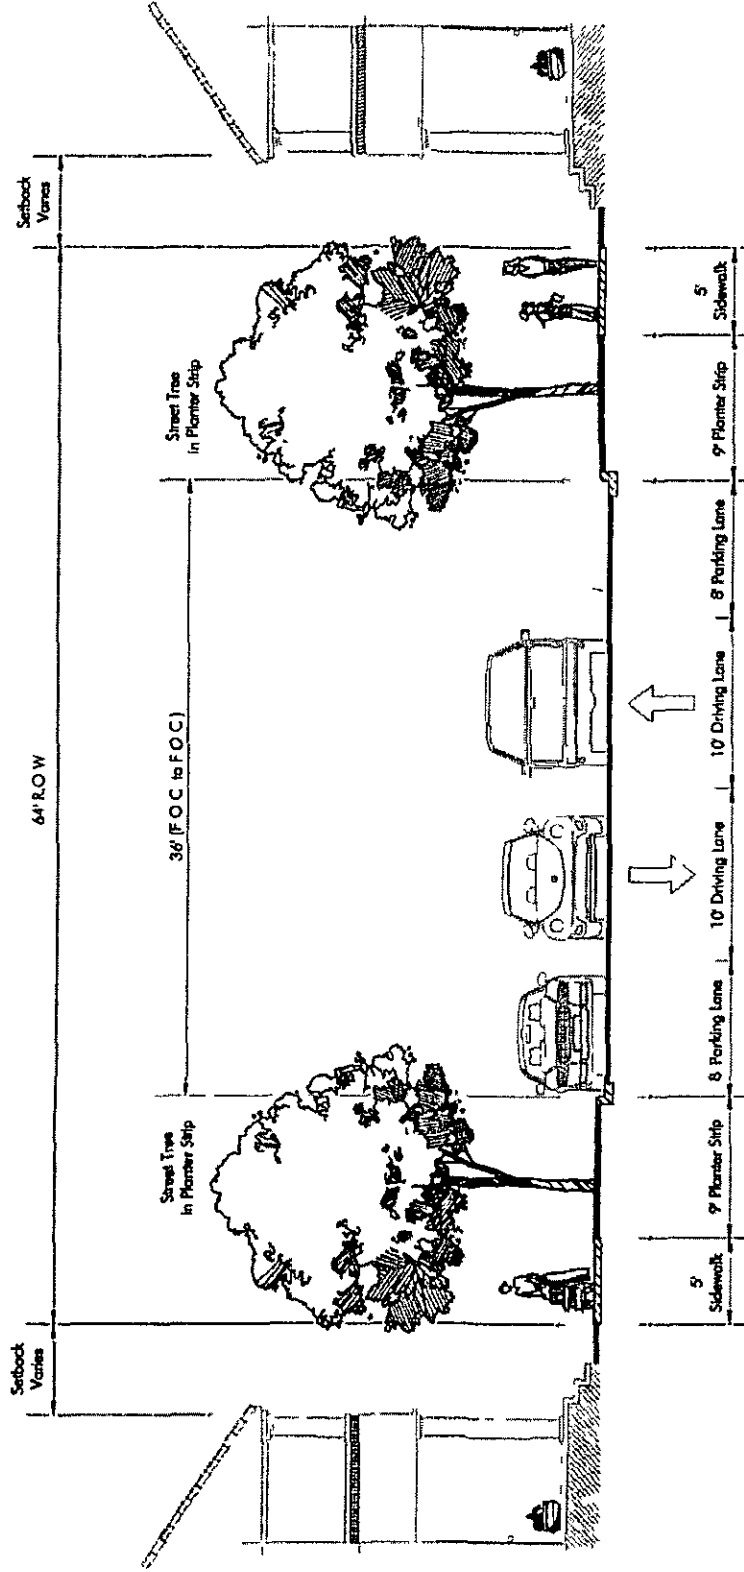 64' R.O W
Setback
Varies
Setback
Varies
Street Tree
in Planter Strip
36' (F O C to F O C)
Street Tree
in Planter Strip
5'
Sidewalk
9' Planter Strip
8' Parking Lane
10' Driving Lane
10' Driving Lane
8' Parking Lane
9' Planter Strip
5'
Sidewalk